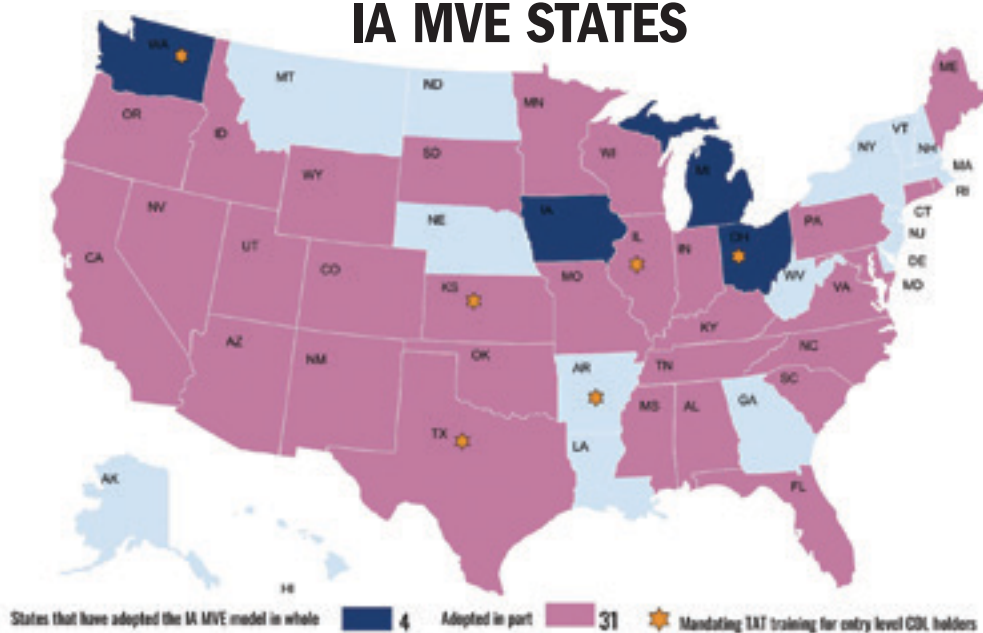 IA MVE STATES
WA
MT
ND
MN
ME
OR
ID
SD
WI
MI
NY
VT
NH
MA
RI
CT
NJ
DE
MD
WY
NV
UT
CO
CA
NE
IA
IL
IN
OH
PA
WV
VA
KS
MO
KY
NC
TN
SC
AZ
NM
OK
AR
MS
AL
GA
TX
LA
FL
AK
HI
States that have adopted the IA MVE model in whole 4 Adopted in part 31 Mandating TAT training for entry level CDL holders